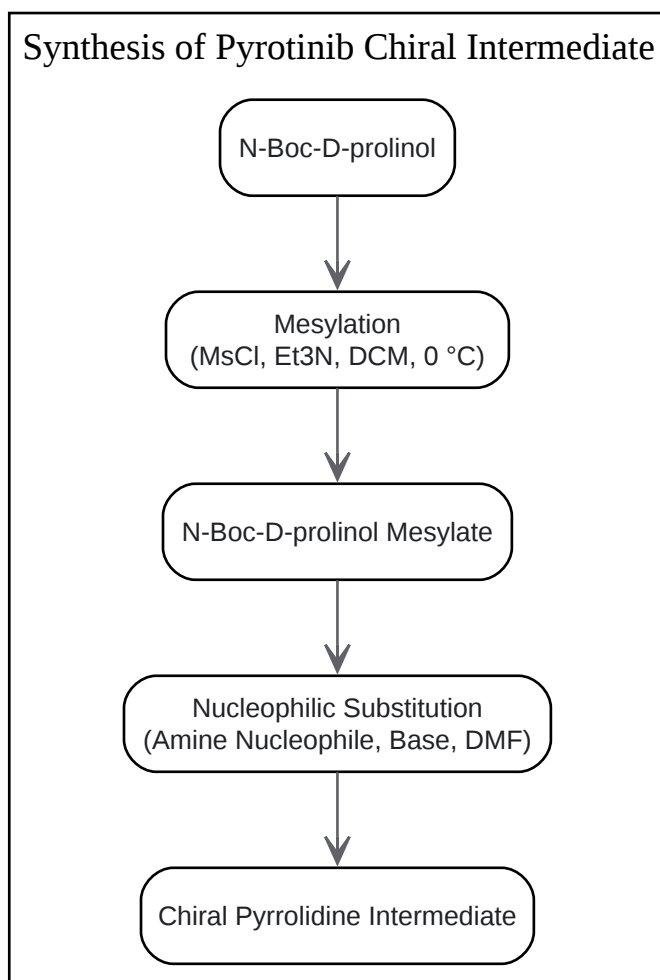 Synthesis of Pyrotinib Chiral Intermediate
N-Boc-D-prolinol
Mesylation
(MsCl, Et3N, DCM, 0 °C)
N-Boc-D-prolinol Mesylate
Nucleophilic Substitution
(Amine Nucleophile, Base, DMF)
Chiral Pyrrolidine Intermediate